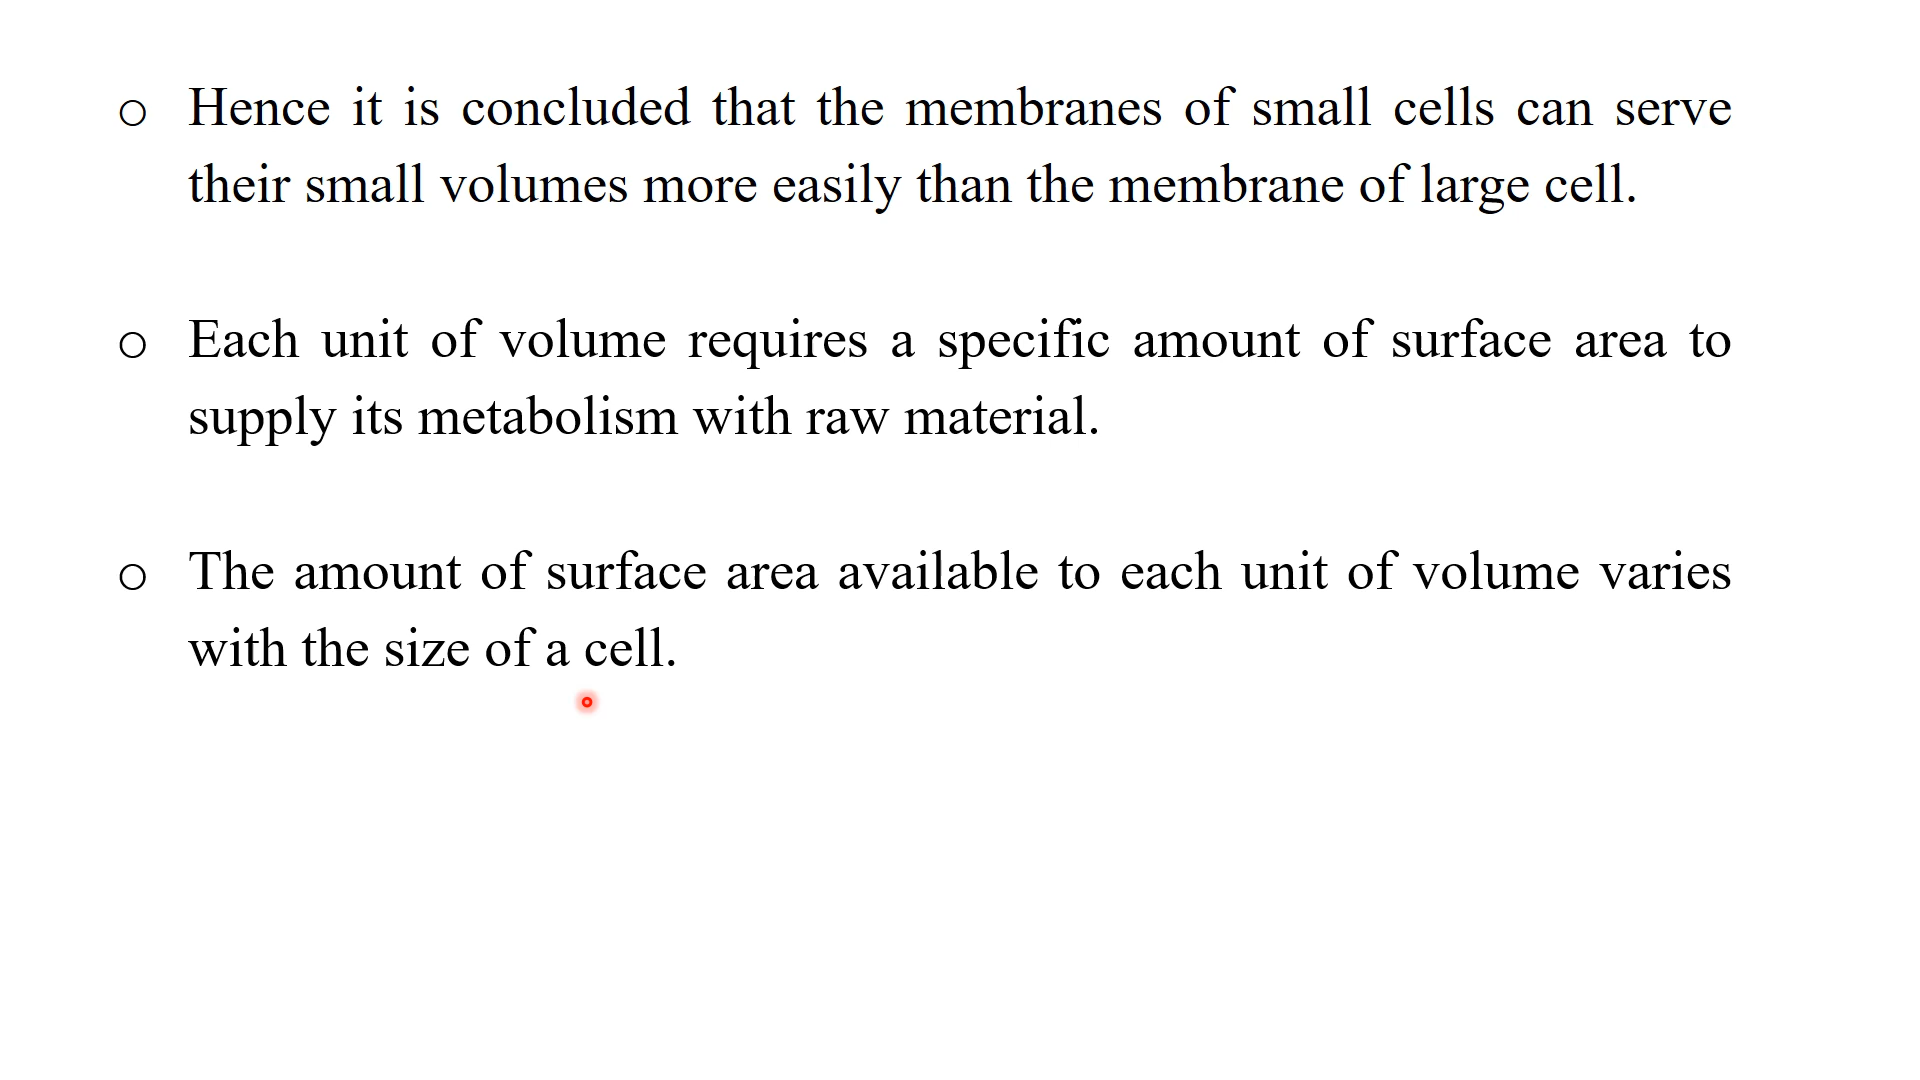 o Hence it is concluded that the membranes of small cells can serve
their small volumes more easily than the membrane of large cell.
o Each unit of volume requires a specific amount of surface area to
supply its metabolism with raw material.
o The amount of surface area available to each unit of volume varies
with the size of a cell.